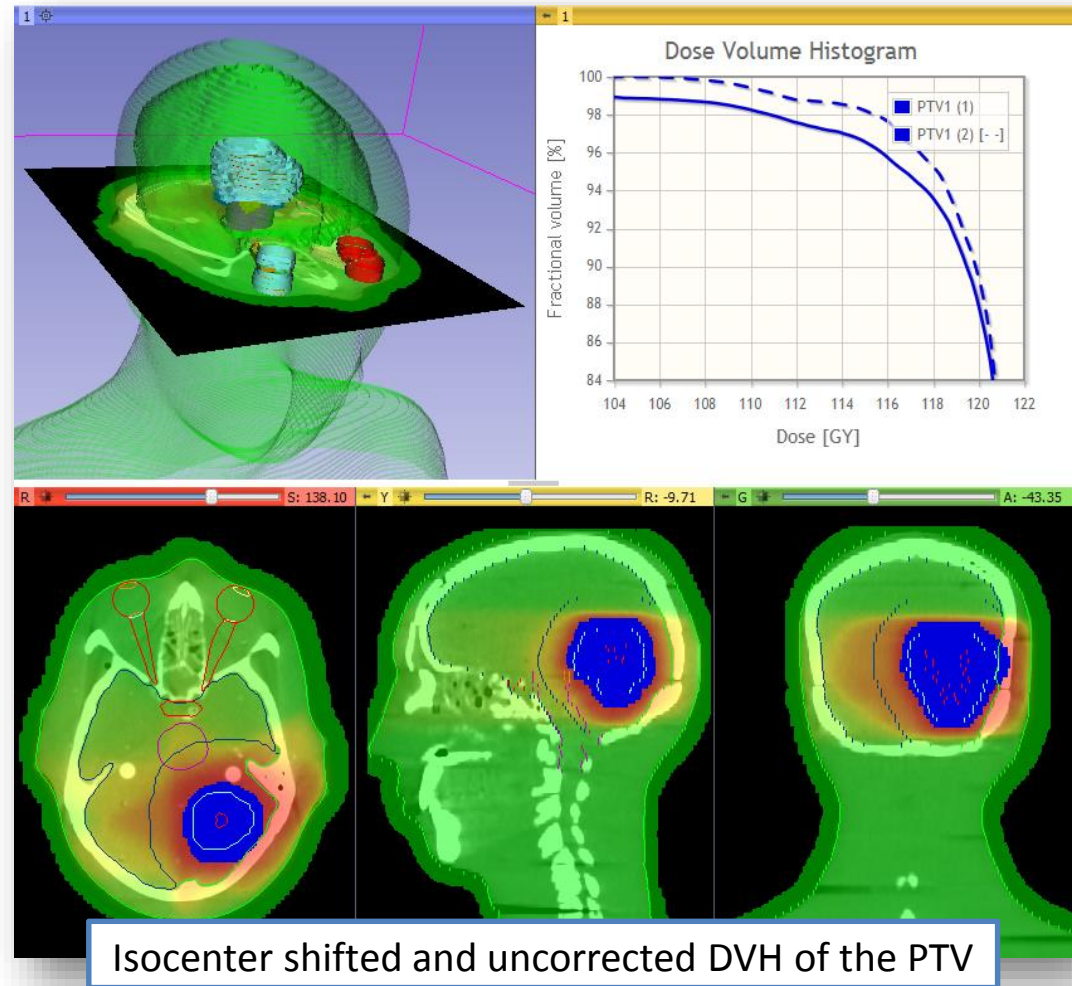 1
1
Dose Volume Histogram
PTV1 (1)
PTV1 (2) [- -]
Fractional volume [%]
100
98
96
94
92
90
88
86
84
104 106 108 110 112 114 116 118 120 122
Dose [GY]
R S: 138.10
Y R: -9.71
G A: -43.35
Isocenter shifted and uncorrected DVH of the PTV